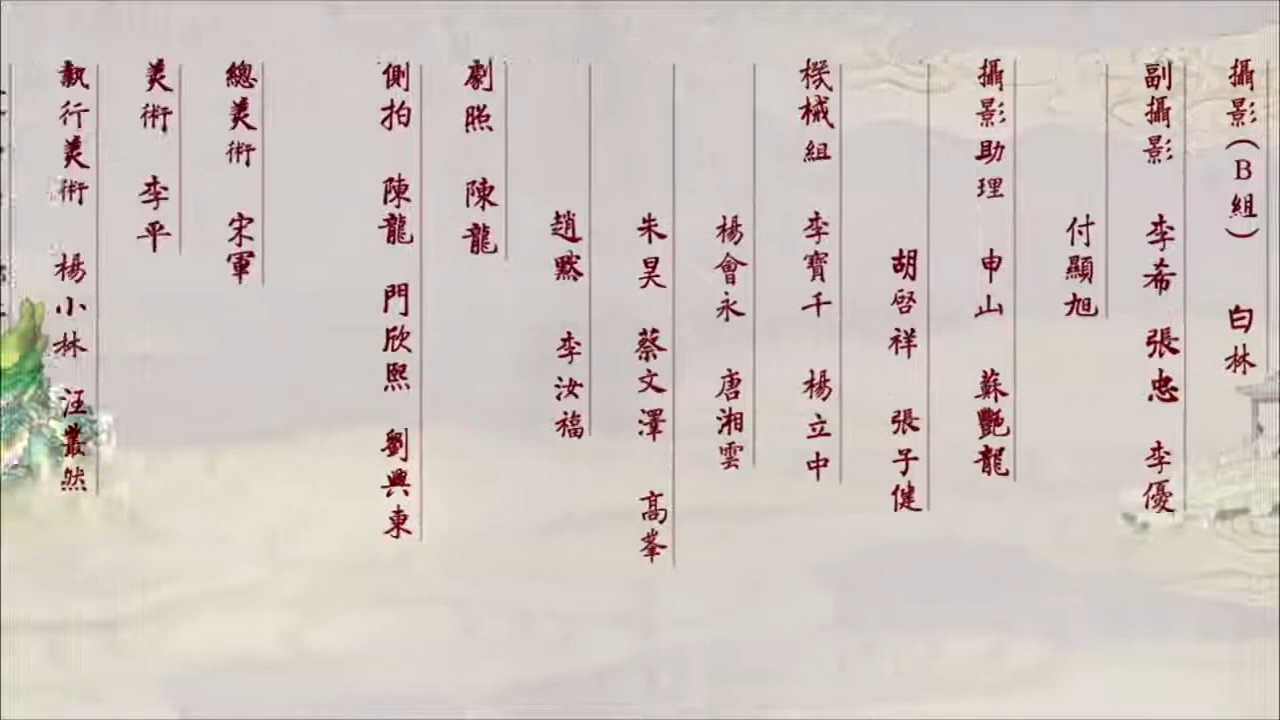 攝影(B組) 白林
副攝影 李希 張忠 李優
付顯旭
攝影助理 申山 蘇艷龍
胡啓祥 張子健
機械組 李寶千 楊立中
楊會永 唐湘雲
朱昊 蔡文澤 高峯
趙黙 李汝福
劇照 陳龍
側拍 陳龍 門欣熙 劉興東
總美術 宋軍
美術 李平
執行美術 楊小林 汪叢然